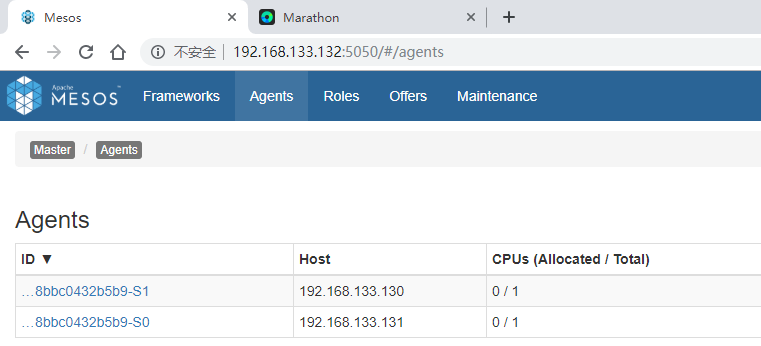 Mesos
Marathon
不安全 192.168.133.132:5050/#/agents
Apache
MESOS™ Frameworks Agents Roles Offers Maintenance
Master / Agents
Agents
ID ▼ Host CPUs (Allocated / Total)
…8bbc0432b5b9-S1 192.168.133.130 0 / 1
…8bbc0432b5b9-S0 192.168.133.131 0 / 1